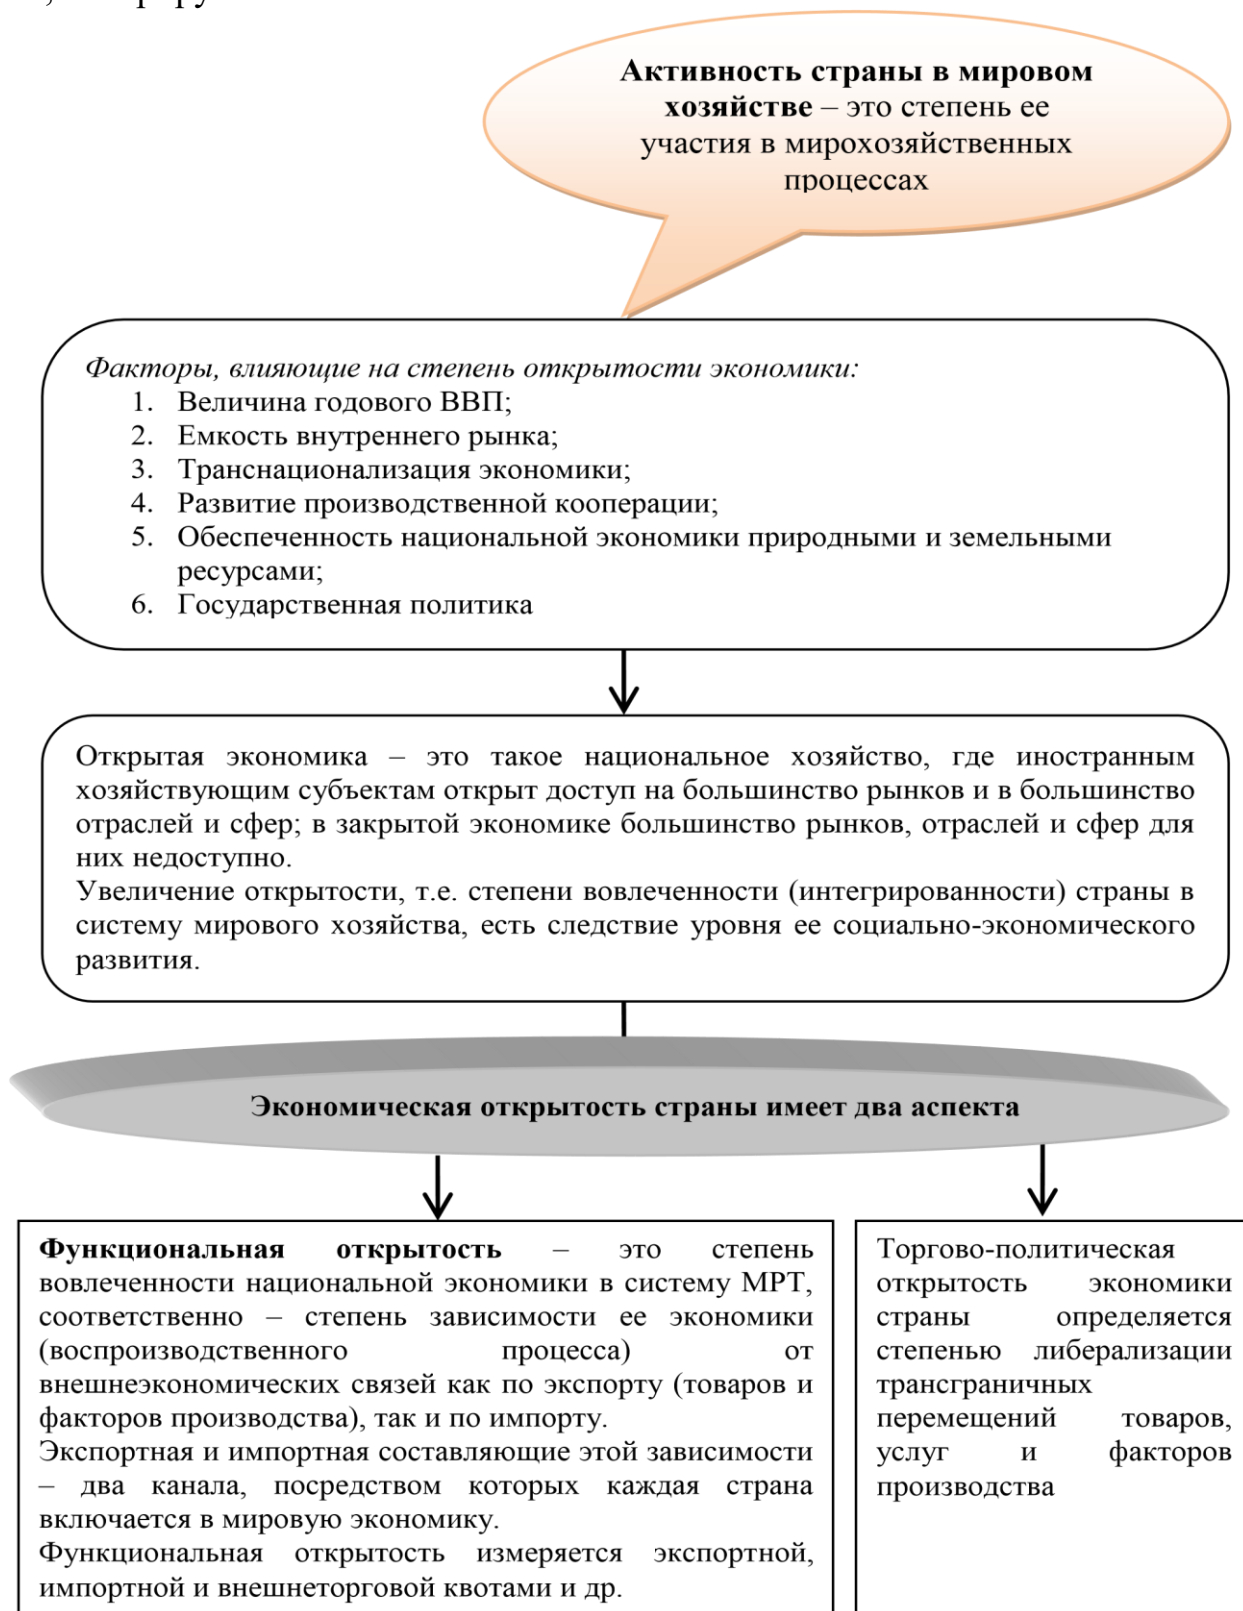 Активность страны в мировом
хозяйстве – это степень ее
участия в мирохозяйственных
процессах
Факторы, влияющие на степень открытости экономики:
1. Величина годового ВВП;
2. Емкость внутреннего рынка;
3. Транснационализация экономики;
4. Развитие производственной кооперации;
5. Обеспеченность национальной экономики природными и земельными
ресурсами;
6. Государственная политика
Открытая экономика – это такое национальное хозяйство, где иностранным
хозяйствующим субъектам открыт доступ на большинство рынков и в большинство
отраслей и сфер; в закрытой экономике большинство рынков, отраслей и сфер для
них недоступно.
Увеличение открытости, т.е. степени вовлеченности (интегрированности) страны в
систему мирового хозяйства, есть следствие уровня ее социально-экономического
развития.
Экономическая открытость страны имеет два аспекта
Функциональная открытость – это степень
вовлеченности национальной экономики в систему МРТ,
соответственно – степень зависимости ее экономики
(воспроизводственного процесса) от
внешнеэкономических связей как по экспорту (товаров и
факторов производства), так и по импорту.
Экспортная и импортная составляющие этой зависимости
– два канала, посредством которых каждая страна
включается в мировую экономику.
Функциональная открытость измеряется экспортной,
импортной и внешнеторговой квотами и др.
Торгово-политическая
открытость экономики
страны определяется
степенью либерализации
трансграничных
перемещений товаров,
услуг и факторов
производства